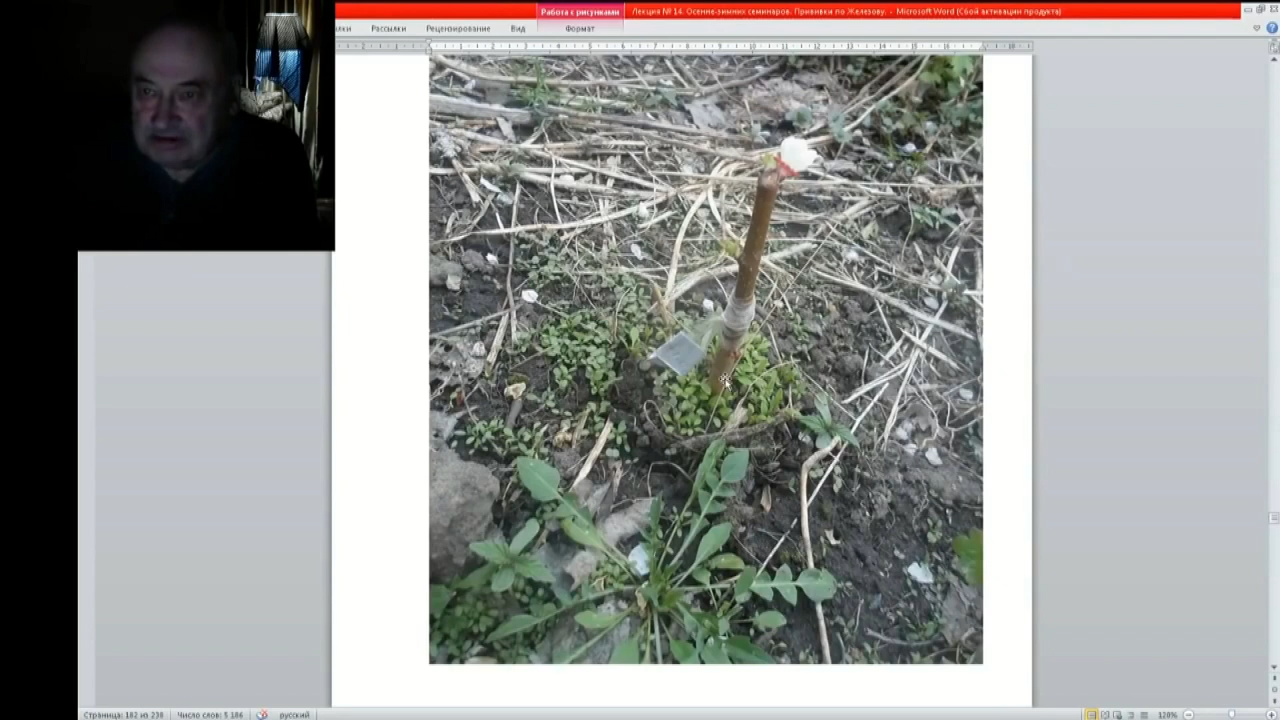 Работа с рисунками
Лекция № 14. Осенне-зимних семинаров. Прививки по Железову. - Microsoft Word (Сбой активации продукта)
Рассылки
Рецензирование
Вид
Формат
Страница: 182 из 238
Число слов: 5 186
русский
120%